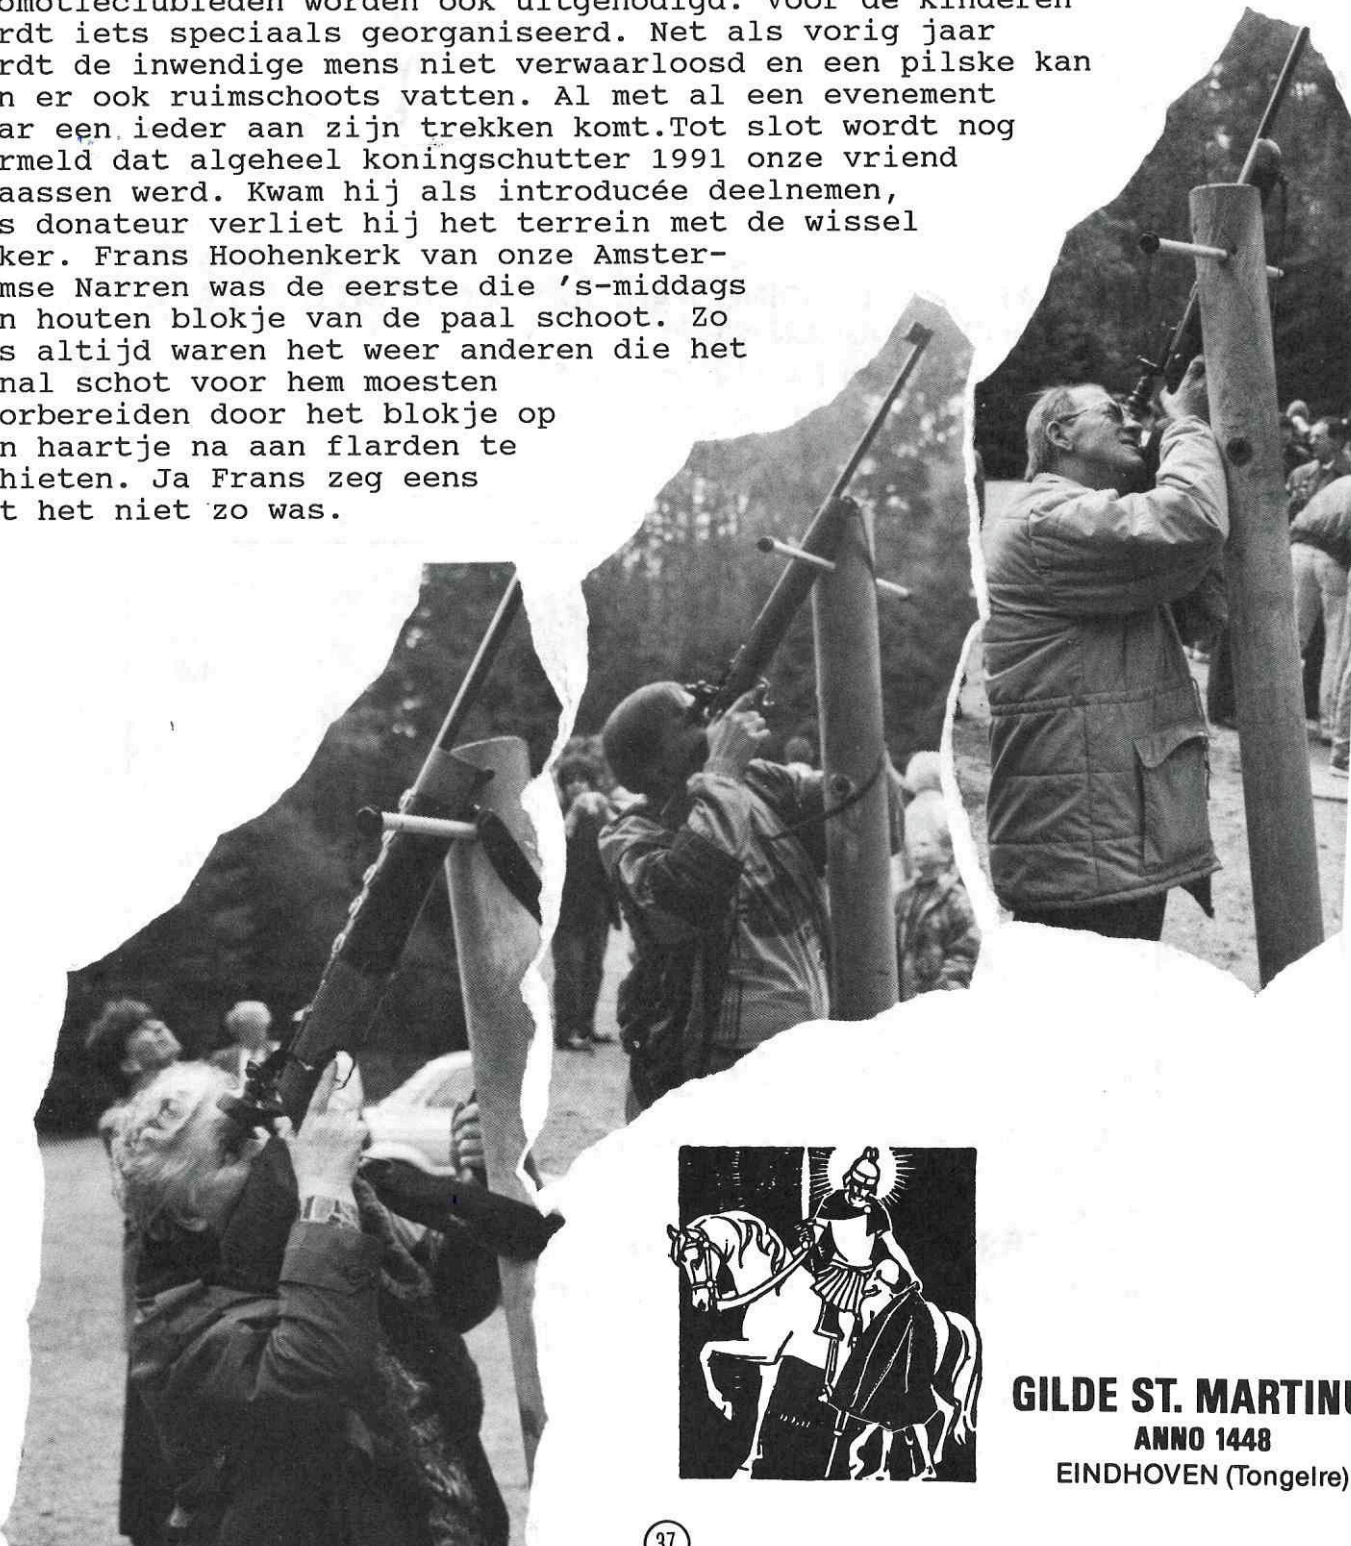 omotieclubleden worden ook uitgenodigd. Voor de kinderen
rdt iets speciaals georganiseerd. Net als vorig jaar
rdt de inwendige mens niet verwaarloosd en een pilske kan
n er ook ruimschoots vatten. Al met al een evenement
ar een ieder aan zijn trekken komt.Tot slot wordt nog
rmeld dat algeheel koningschutter 1991 onze vriend
aassen werd. Kwam hij als introducée deelnemen,
s donateur verliet hij het terrein met de wissel
ker. Frans Hoohenkerk van onze Amster-
mse Narren was de eerste die 's-middags
n houten blokje van de paal schoot. Zo
s altijd waren het weer anderen die het
nal schot voor hem moesten
orbereiden door het blokje op
n haartje na aan flarden te
hieten. Ja Frans zeg eens
t het niet zo was.
GILDE ST. MARTINU
ANNO 1448
EINDHOVEN (Tongelre)
37